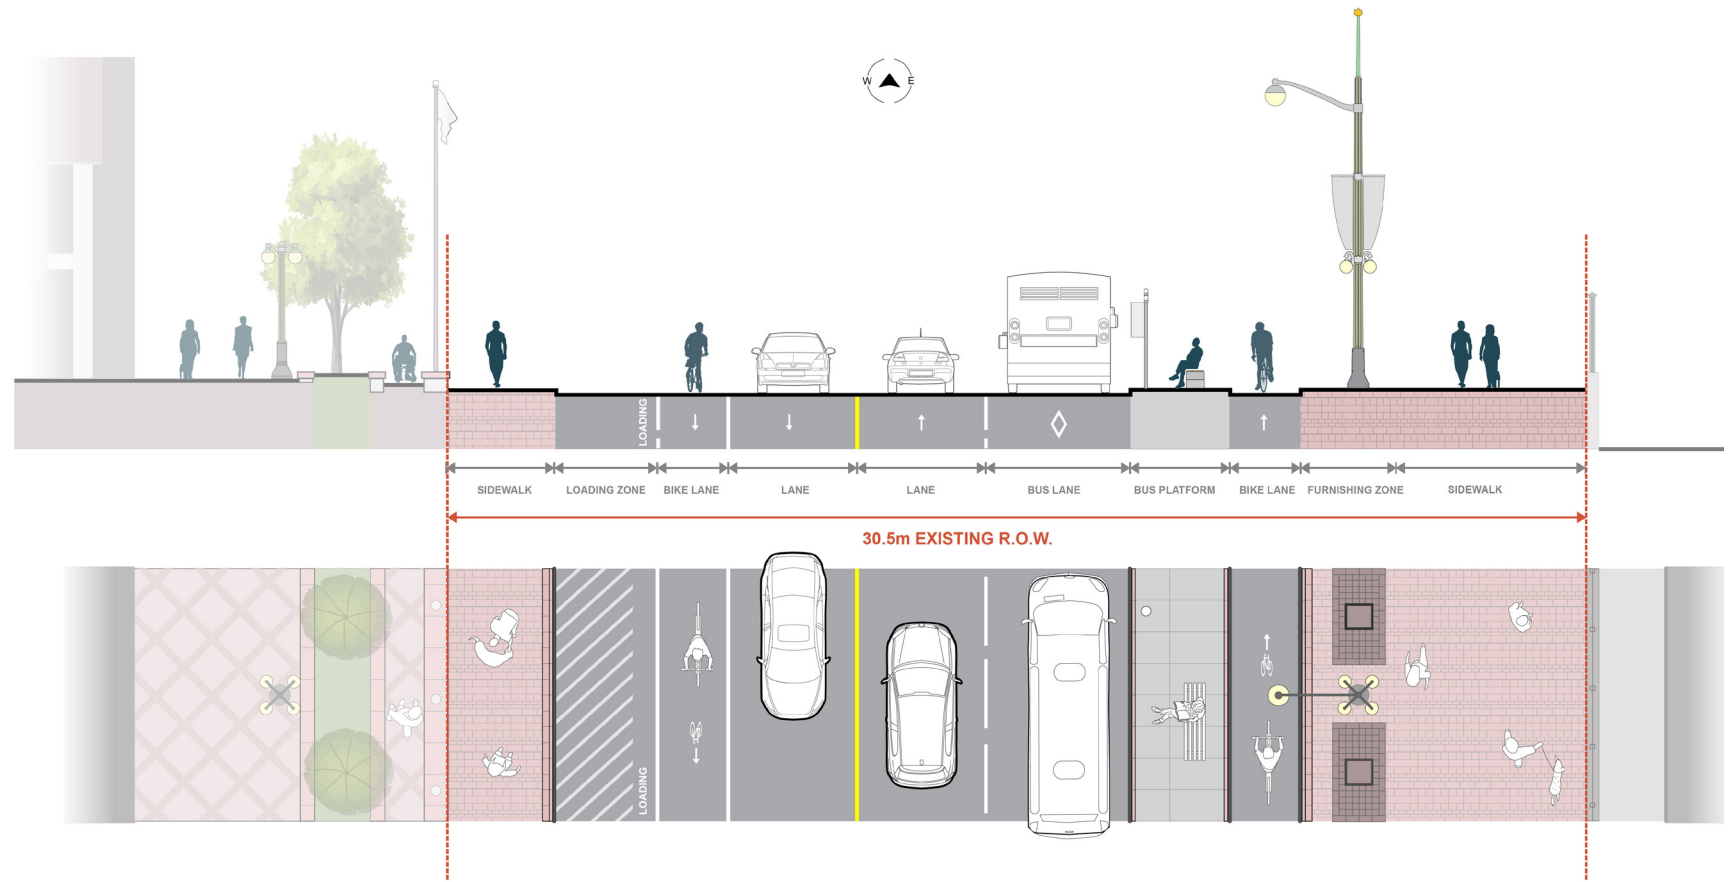 W E
LOADING
SIDEWALK LOADING ZONE BIKE LANE LANE LANE BUS LANE BUS PLATFORM BIKE LANE FURNISHING ZONE SIDEWALK
30.5m EXISTING R.O.W.
LOADING